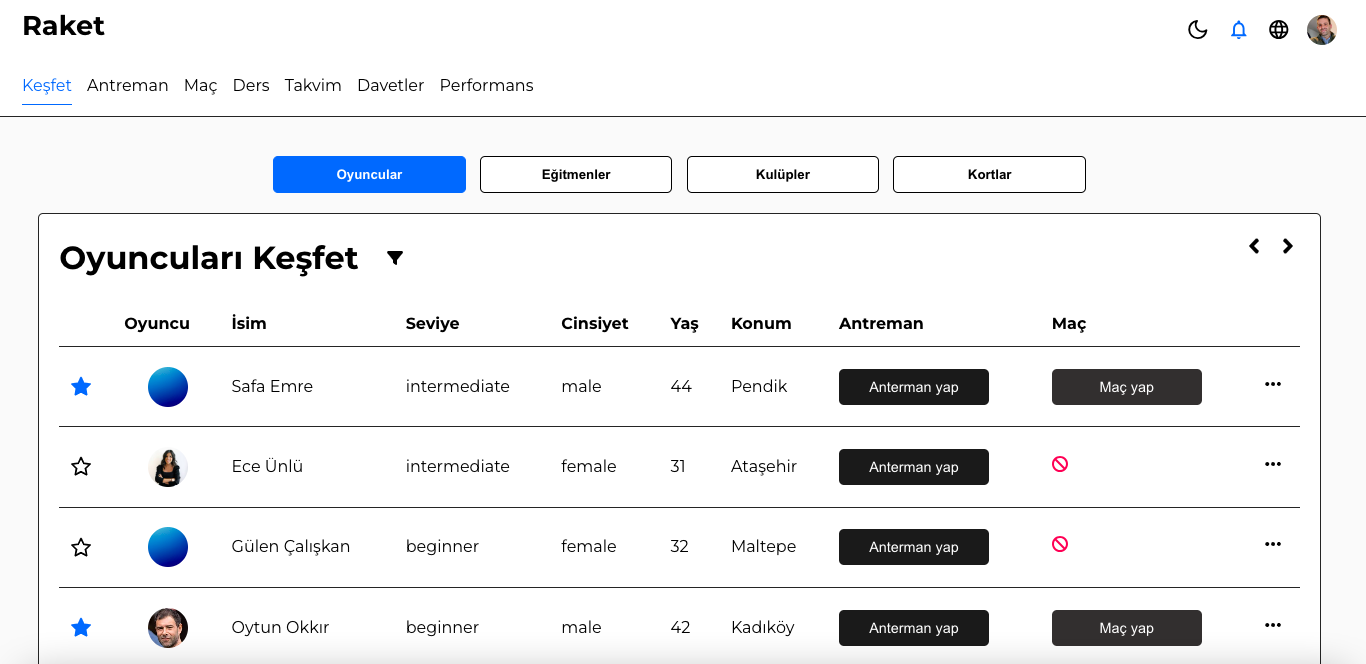 Raket
Keşfet Antreman Maç Ders Takvim Davetler Performans
Oyuncular Eğitmenler Kulüpler Kortlar
Oyuncuları Keşfet
Oyuncu İsim Seviye Cinsiyet Yaş Konum Antreman Maç
Safa Emre intermediate male 44 Pendik Anterman yap Maç yap
Ece Ünlü intermediate female 31 Ataşehir Anterman yap
Gülen Çalışkan beginner female 32 Maltepe Anterman yap
Oytun Okkır beginner male 42 Kadıköy Anterman yap Maç yap